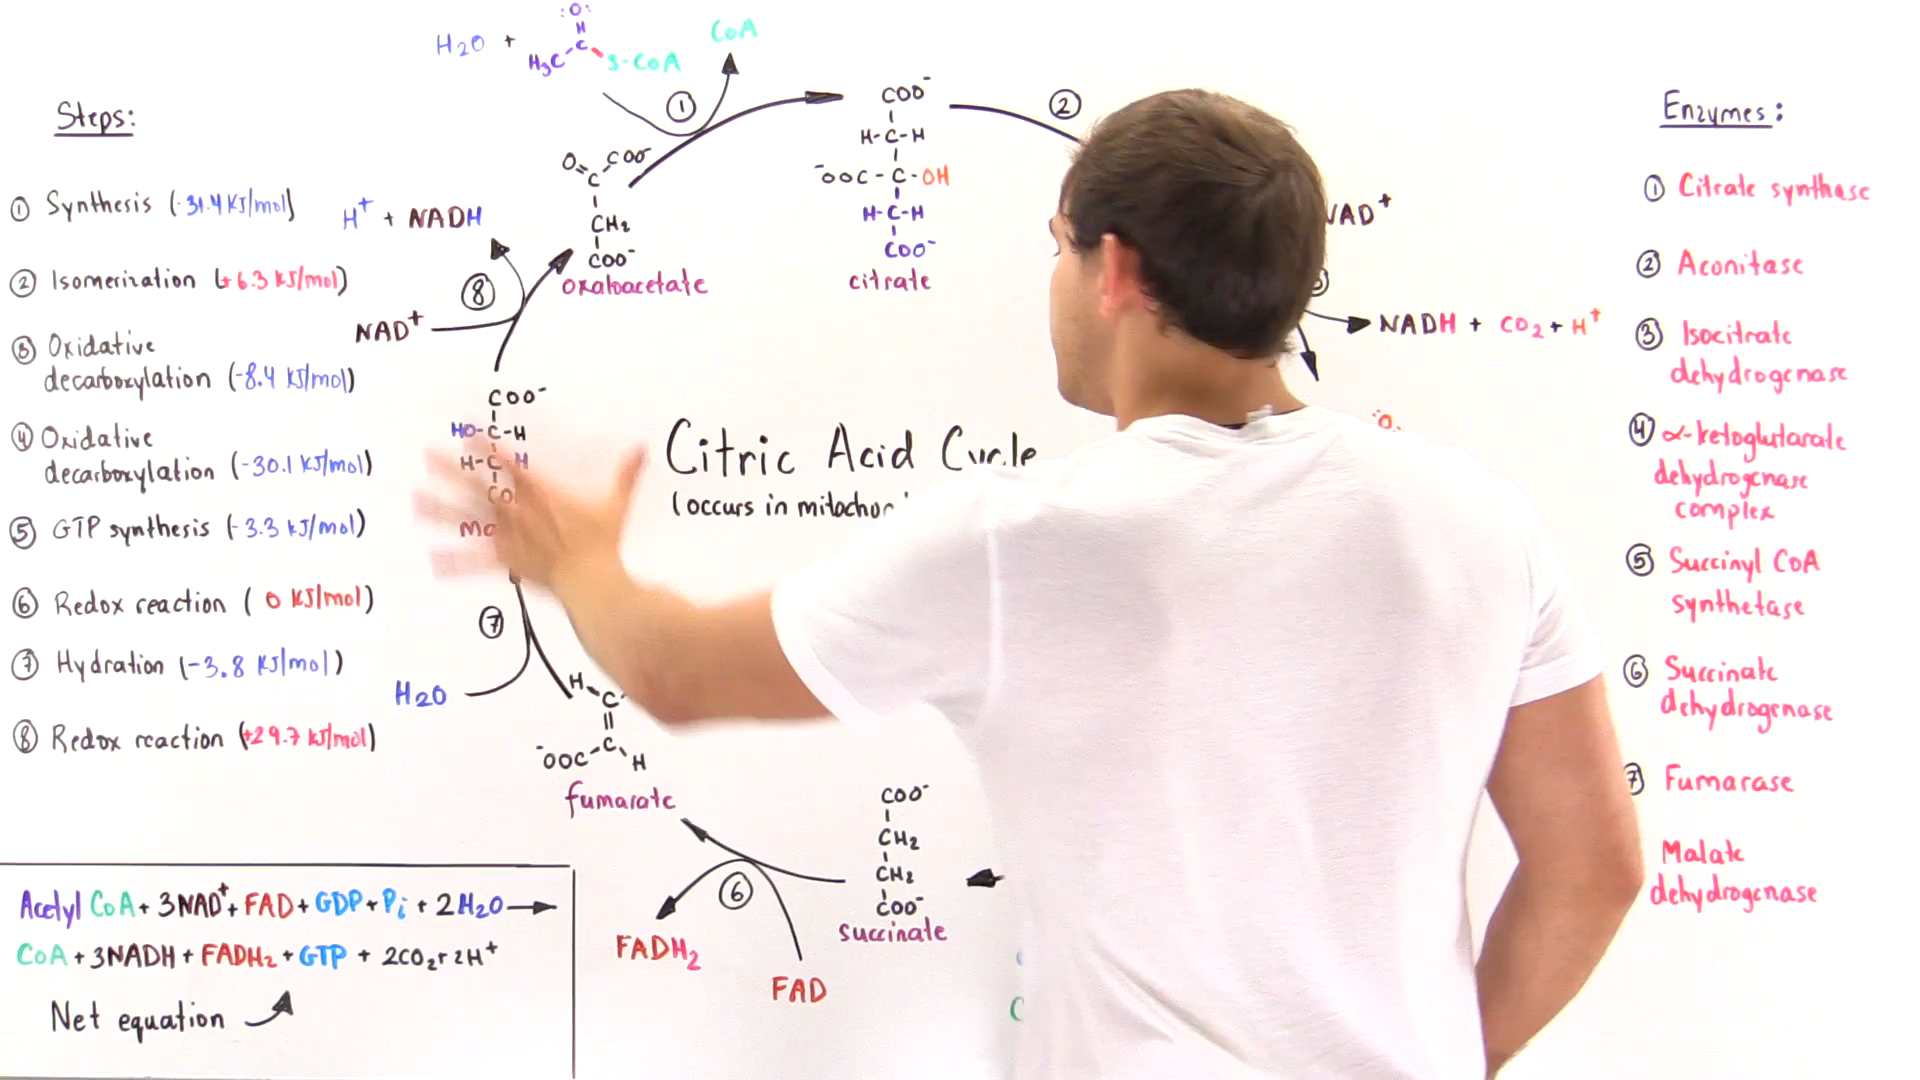 Steps:
① Synthesis (-31.4 KJ/mol)
② Isomerization (+6.3 KJ/mol)
③ Oxidative
decarboxylation (-8.4 KJ/mol)
④ Oxidative
decarboxylation (-30.1 KJ/mol)
⑤ GTP synthesis (-3.3 KJ/mol)
⑥ Redox reaction (0 KJ/mol)
⑦ Hydration (-3.8 KJ/mol)
⑧ Redox reaction (+29.7 KJ/mol)
Acetyl CoA + 3NAD⁺ + FAD + GDP + Pi + 2H₂O
CoA + 3NADH + FADH₂ + GTP + 2CO₂ + 2H⁺
Net equation
:O:
H₂O + H₃C C S-CoA
CoA
①
O C COO⁻
CH₂
COO⁻
oxaloacetate
COO⁻
H-C-H
⁻OOC-C-OH
H-C-H
COO⁻
citrate
②
NAD⁺
NADH + CO₂ + H⁺
:O:
H⁺ + NADH
⑧
NAD⁺
COO⁻
HO-C-H
H-C-H
Citric Acid Cycle
(occurs in
⑦
H₂O
H C
⁻OOC C H
fumarate
COO⁻
CH₂
CH₂
COO⁻
succinate
⑥
FADH₂
FAD
Enzymes:
① Citrate synthase
② Aconitase
③ Isocitrate
dehydrogenase
④ α-ketoglutarate
dehydrogenase
complex
⑤ Succinyl CoA
synthetase
⑥ Succinate
dehydrogenase
⑦ Fumarase
Malate
dehydrogenase